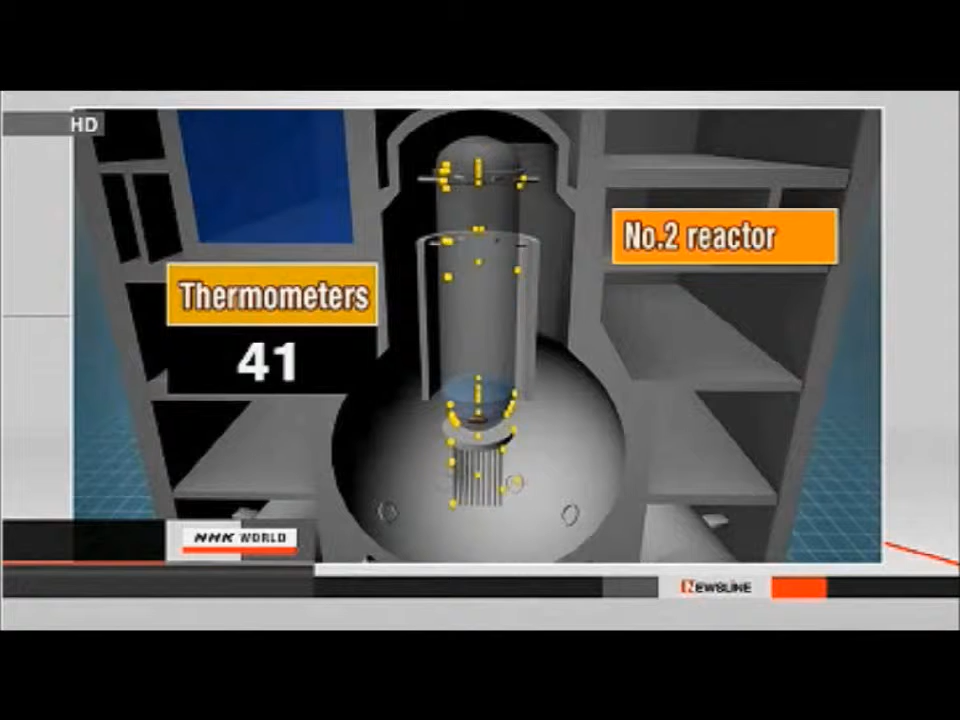 HD
No.2 reactor
Thermometers
41
NHK WORLD
NEWSLINE